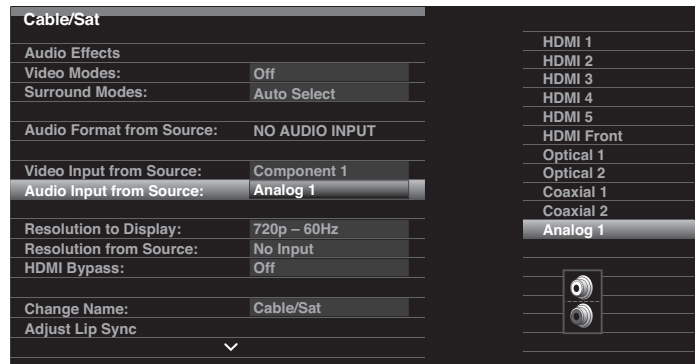 Cable/Sat
Audio Effects
Video Modes: Off
Surround Modes: Auto Select
Audio Format from Source: NO AUDIO INPUT
Video Input from Source: Component 1
Audio Input from Source: Analog 1
Resolution to Display: 720p – 60Hz
Resolution from Source: No Input
HDMI Bypass: Off
Change Name: Cable/Sat
Adjust Lip Sync
HDMI 1
HDMI 2
HDMI 3
HDMI 4
HDMI 5
HDMI Front
Optical 1
Optical 2
Coaxial 1
Coaxial 2
Analog 1